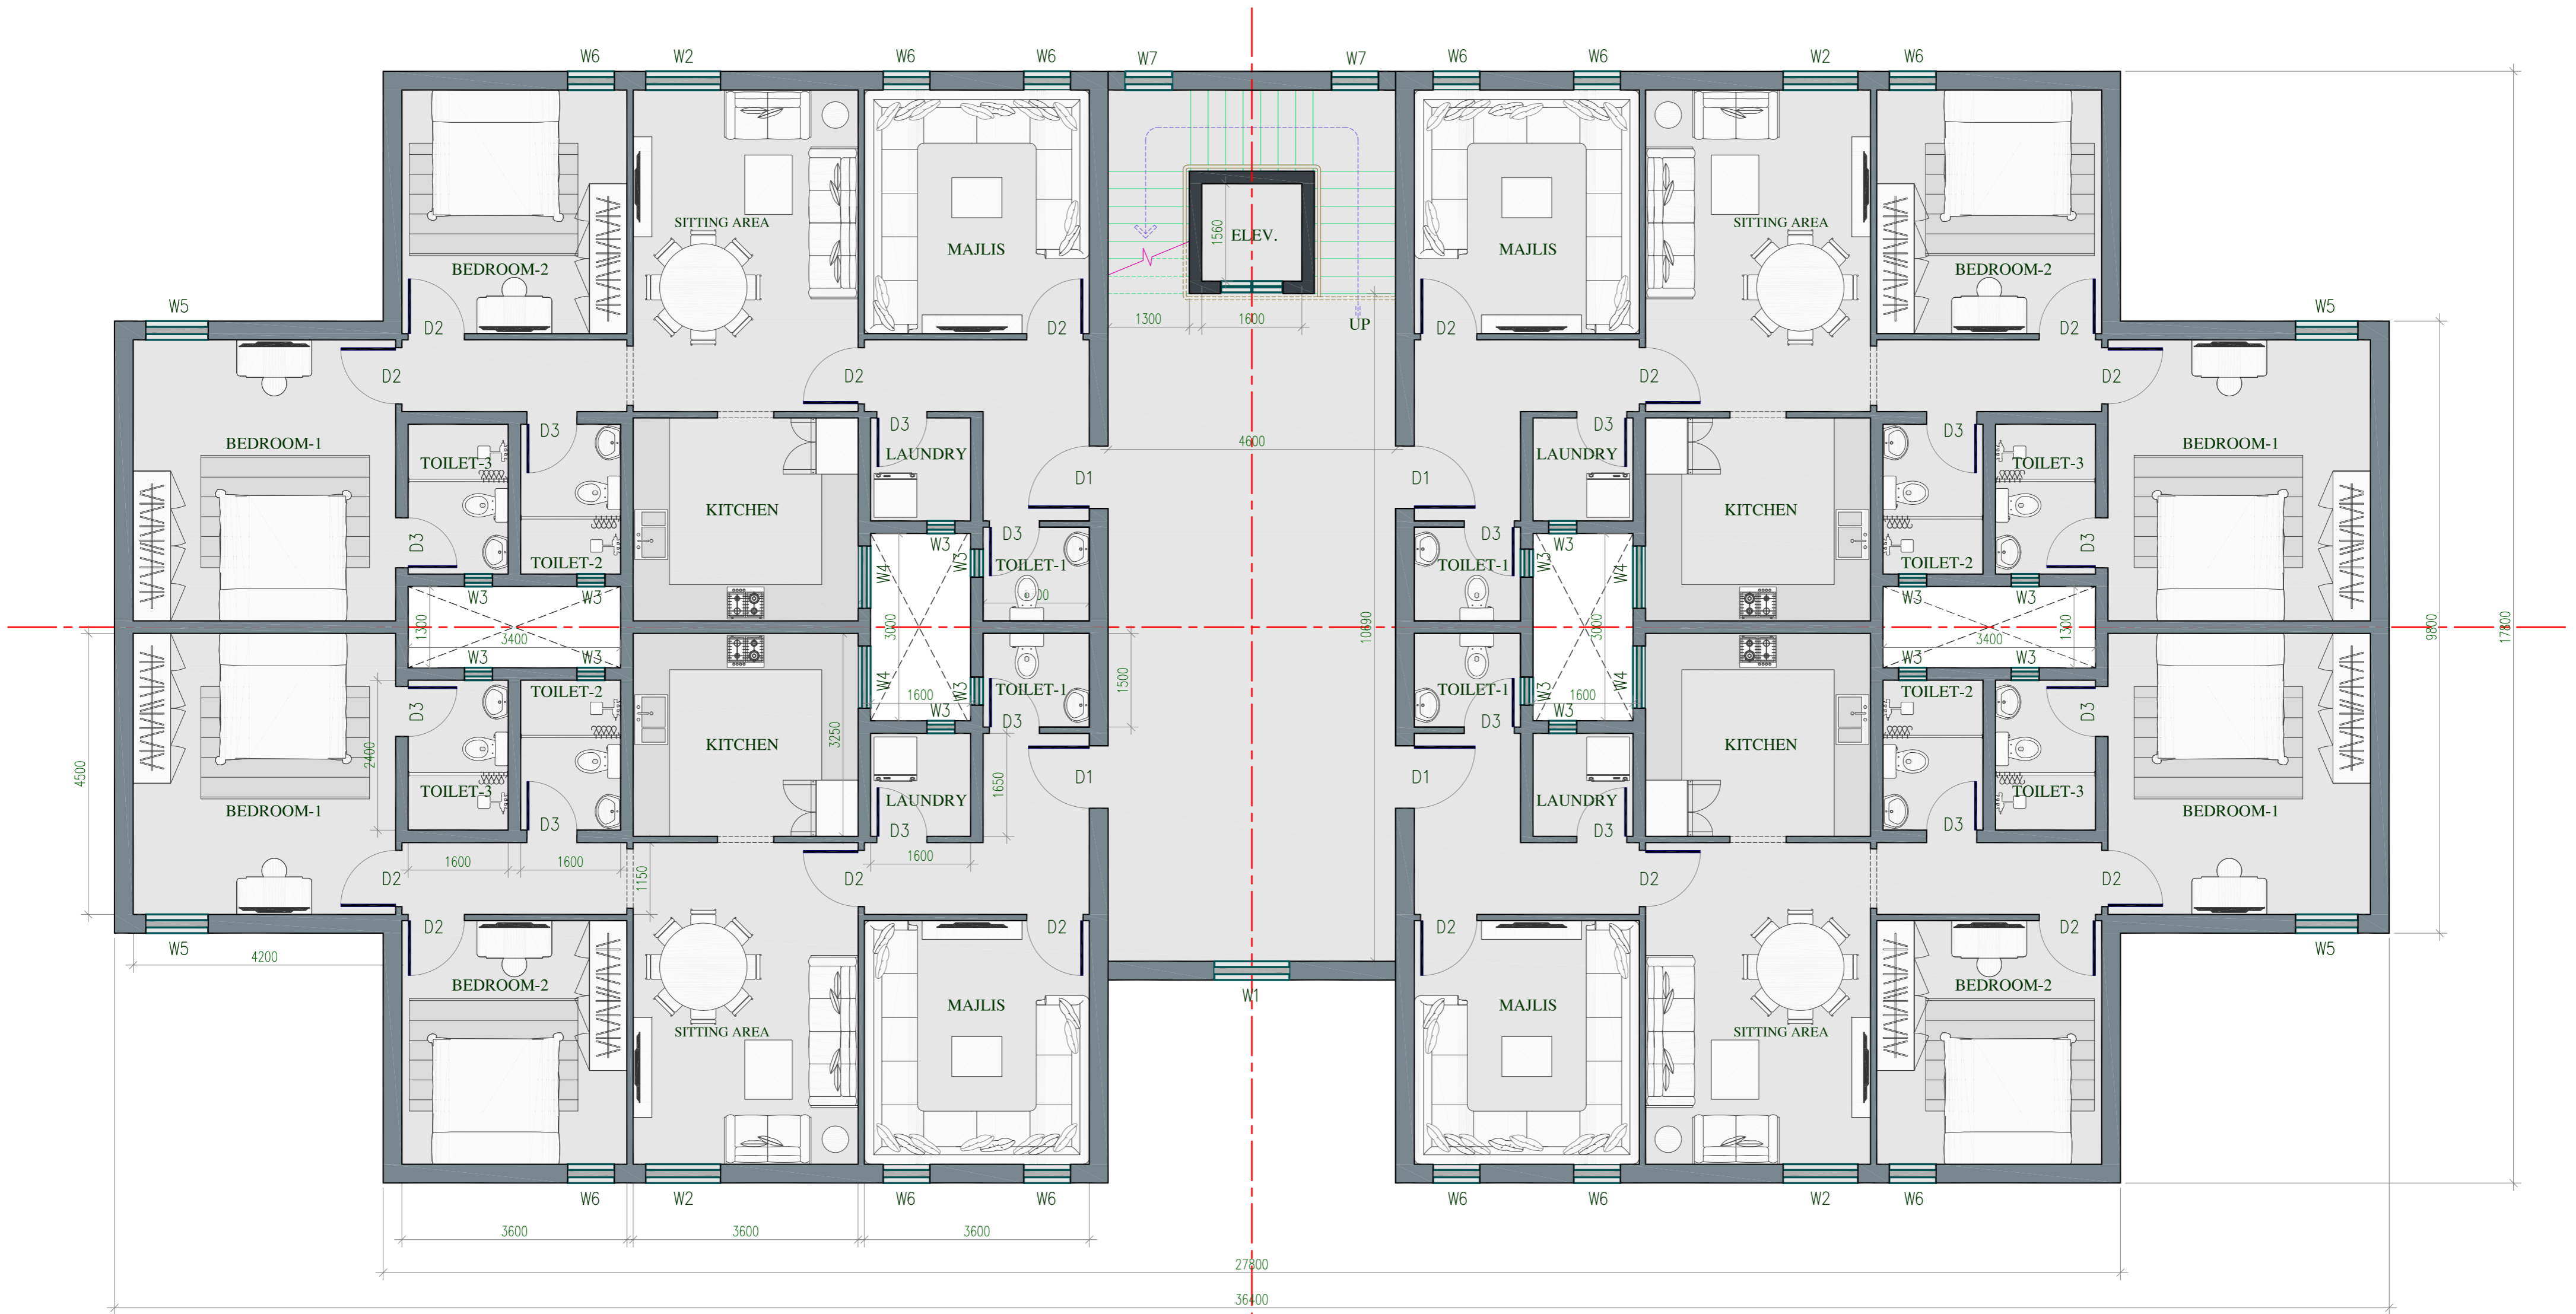 W6 W2 W6 W6 W7 W7 W6 W6 W2 W6
SITTING AREA SITTING AREA
ELEV.
1560
MAJLIS MAJLIS
BEDROOM-2 BEDROOM-2
W5 W5
1300 1600
UP
D2 D2 D2 D2
D2 D2 D2 D2
D3 D3 D3 D3
BEDROOM-1 BEDROOM-1
4600
LAUNDRY LAUNDRY
TOILET-3 TOILET-3
D1 D1
KITCHEN KITCHEN
D3 D3 D3 D3
W3 W3
TOILET-2 TOILET-1 TOILET-1 TOILET-2
W4 W3 W3 W4
W3 W3 W3 W3
1300 3400 3000 10690 3000 3400 1300 9800 17800
W3 W3 W3 W3
W4 W3 W3 W4
TOILET-2 TOILET-1 TOILET-1 TOILET-2
1600 1500 1600
D3 D3 D3 D3
W3 W3
KITCHEN 3250 KITCHEN
4500 2400
D1 D1
TOILET-3 TOILET-3
LAUNDRY LAUNDRY
BEDROOM-1 BEDROOM-1
1650
D3 D3 D3 D3
1600 1600 1600
1150
D2 D2 D2 D2
D2 D2 D2 D2
W5 W5
4200
BEDROOM-2 BEDROOM-2
W1
MAJLIS MAJLIS
SITTING AREA SITTING AREA
W6 W2 W6 W6 W6 W6 W2 W6
3600 3600 3600
27800
36400